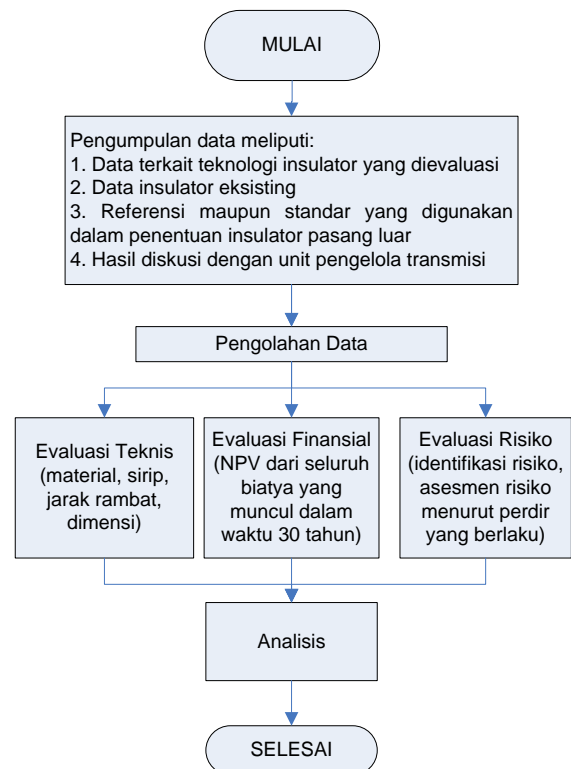 MULAI
Pengumpulan data meliputi:
1. Data terkait teknologi insulator yang dievaluasi
2. Data insulator eksisting
3. Referensi maupun standar yang digunakan
dalam penentuan insulator pasang luar
4. Hasil diskusi dengan unit pengelola transmisi
Pengolahan Data
Evaluasi Teknis
(material, sirip,
jarak rambat,
dimensi)
Evaluasi Finansial
(NPV dari seluruh
biatya yang
muncul dalam
waktu 30 tahun)
Evaluasi Risiko
(identifikasi risiko,
asesmen risiko
menurut perdir
yang berlaku)
Analisis
SELESAI